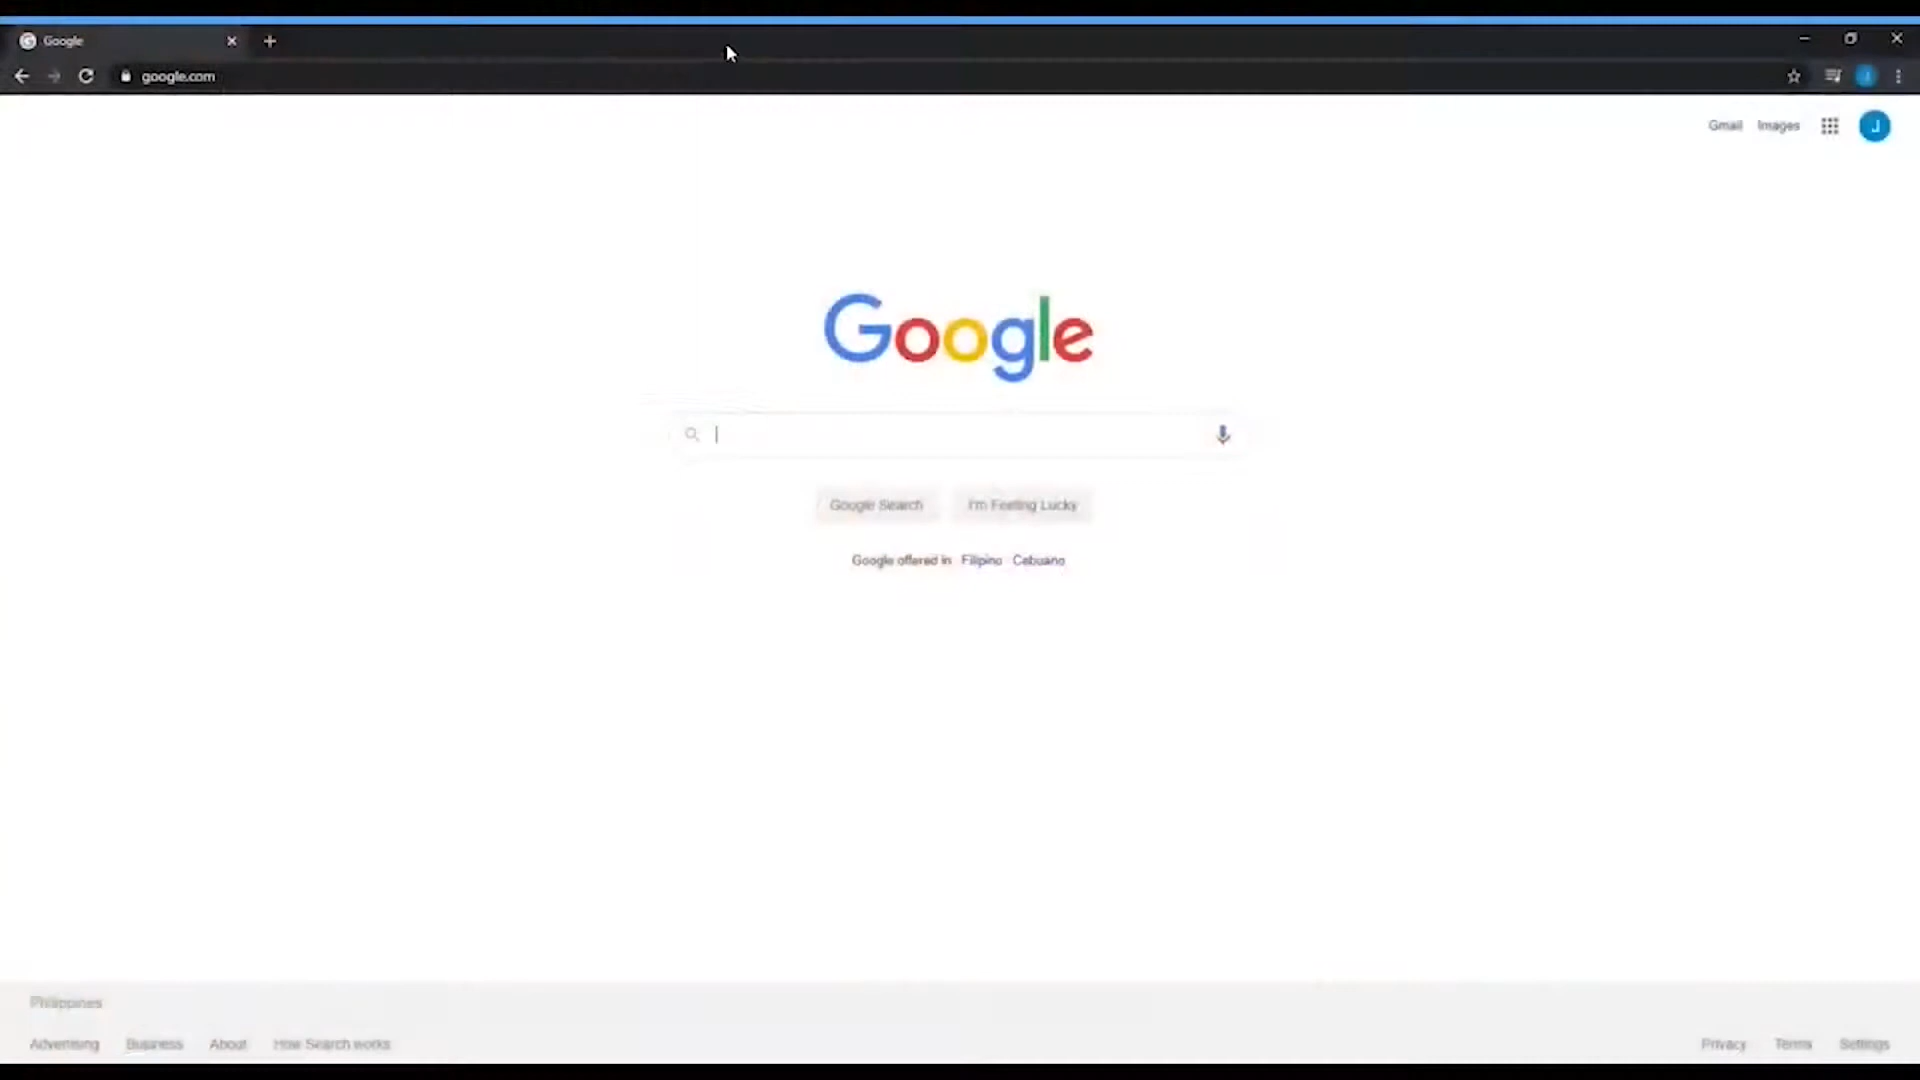 Google
google.com
Gmail Images J
Google
Google Search I'm Feeling Lucky
Google offered in Filipino Cebuano
Philippines
Advertising Business About How Search works Privacy Terms Settings